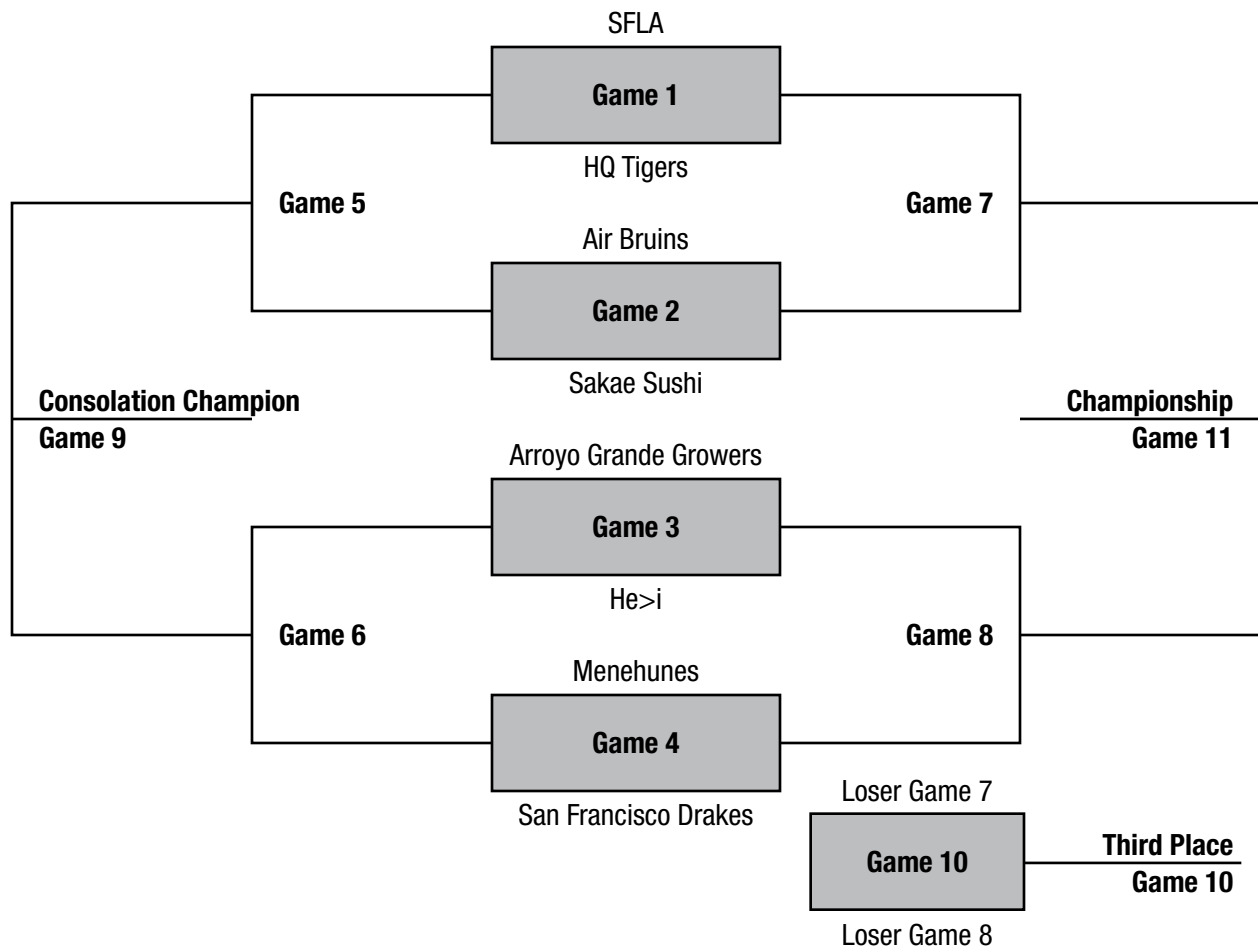 SFLA
Game 1
HQ Tigers
Game 5
Game 7
Air Bruins
Game 2
Sakae Sushi
Consolation Champion
Game 9
Championship
Game 11
Arroyo Grande Growers
Game 3
He>i
Game 6
Game 8
Menehunes
Game 4
San Francisco Drakes
Loser Game 7
Game 10
Third Place
Game 10
Loser Game 8